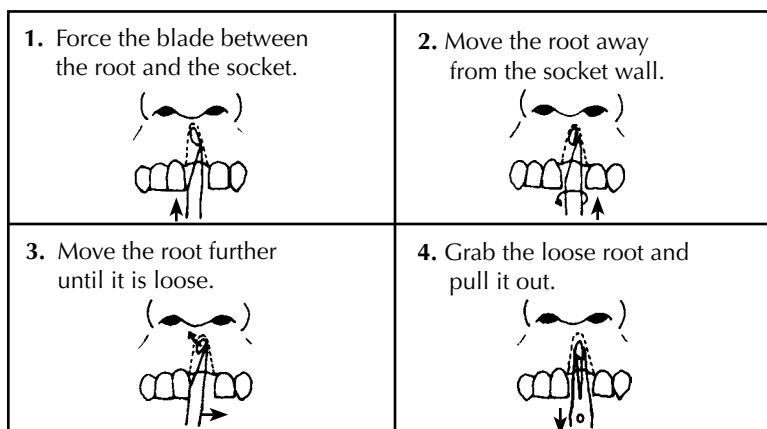 1. Force the blade between
the root and the socket.
2. Move the root away
from the socket wall.
3. Move the root further
until it is loose.
4. Grab the loose root and
pull it out.